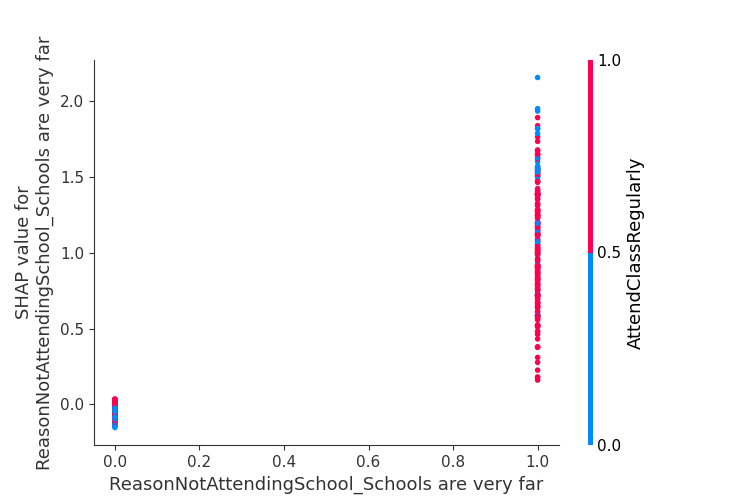 SHAP value for
ReasonNotAttendingSchool_Schools are very far
2.0
1.5
1.0
0.5
0.0
0.0 0.2 0.4 0.6 0.8 1.0
ReasonNotAttendingSchool_Schools are very far
1.0
0.5
0.0
AttendClassRegularly